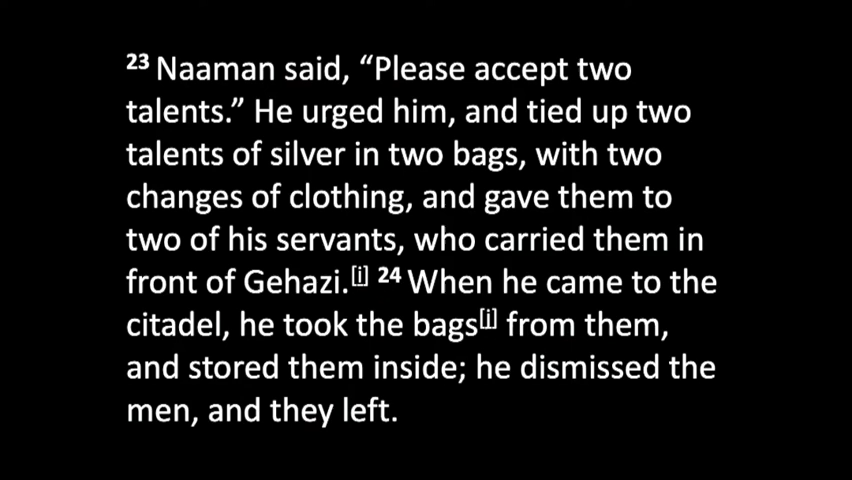 23 Naaman said, “Please accept two
talents.” He urged him, and tied up two
talents of silver in two bags, with two
changes of clothing, and gave them to
two of his servants, who carried them in
front of Gehazi.[i] 24 When he came to the
citadel, he took the bags[j] from them,
and stored them inside; he dismissed the
men, and they left.